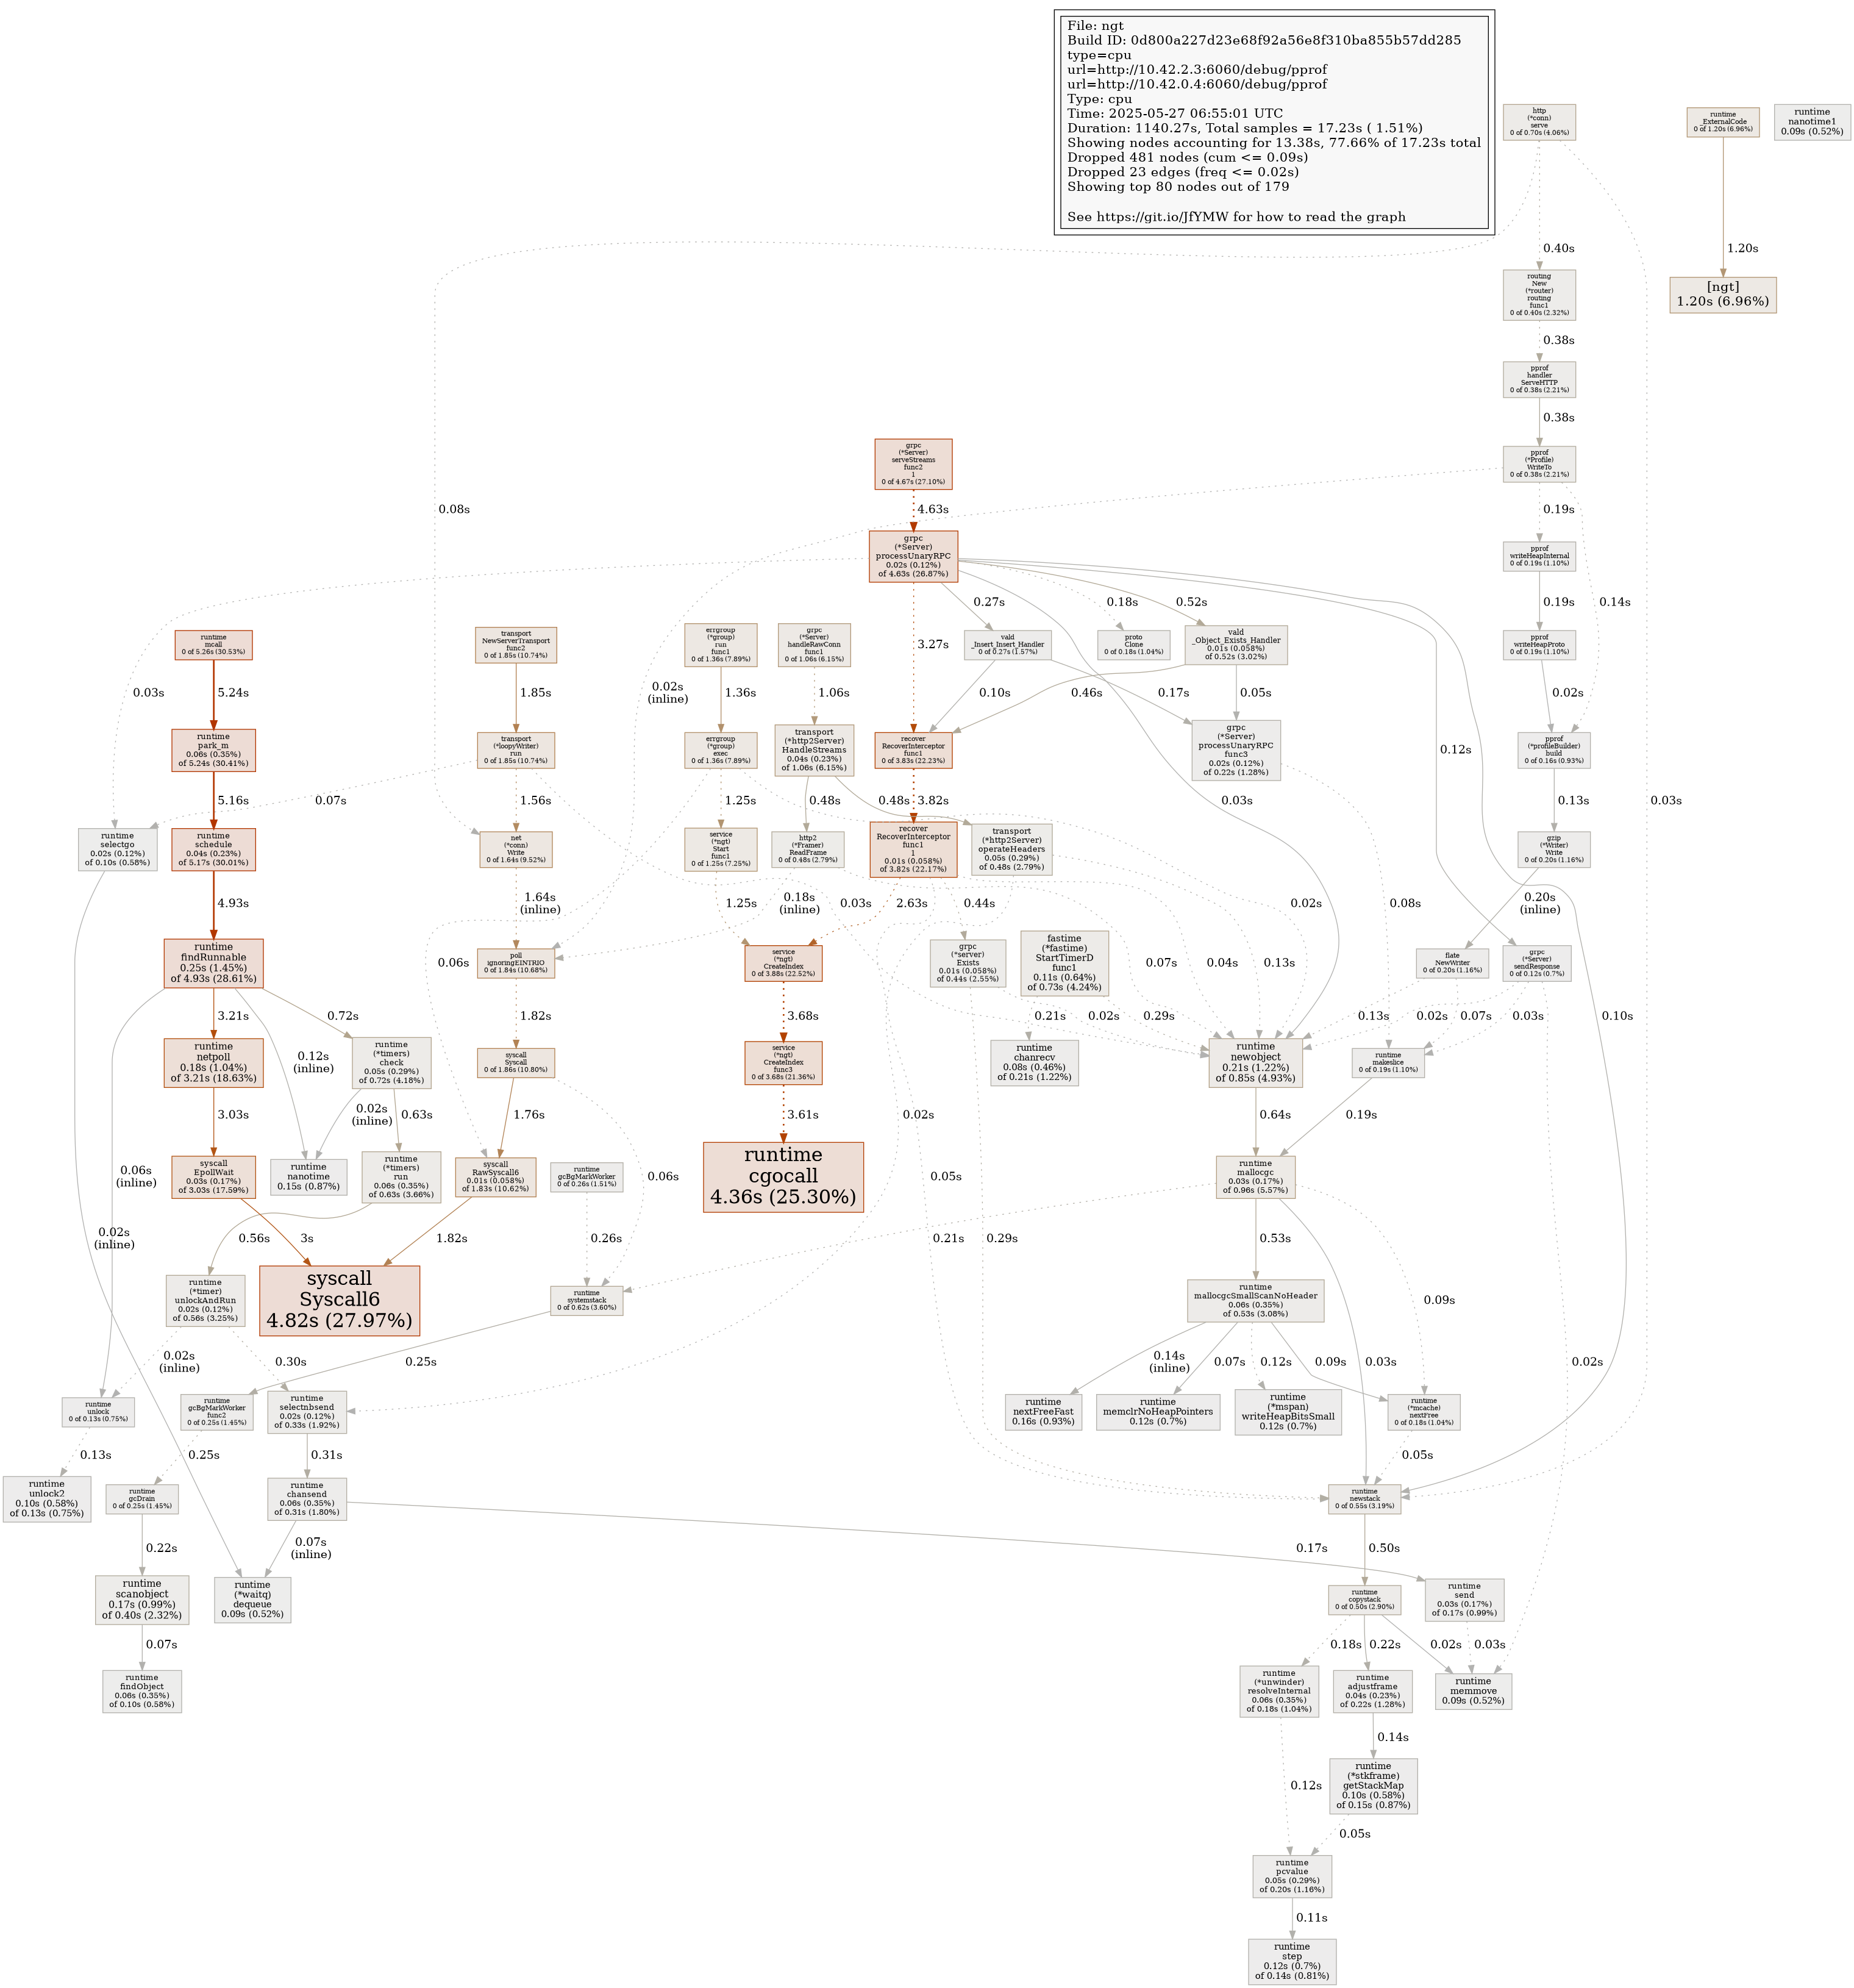 File: ngt
Build ID: 0d800a227d23e68f92a56e8f310ba855b57dd285
type=cpu
url=http://10.42.2.3:6060/debug/pprof
url=http://10.42.0.4:6060/debug/pprof
Type: cpu
Time: 2025-05-27 06:55:01 UTC
Duration: 1140.27s, Total samples = 17.23s ( 1.51%)
Showing nodes accounting for 13.38s, 77.66% of 17.23s total
Dropped 481 nodes (cum <= 0.09s)
Dropped 23 edges (freq <= 0.02s)
Showing top 80 nodes out of 179
See https://git.io/JfYMW for how to read the graph
http
(*conn)
serve
0 of 0.70s (4.06%)
runtime
_ExternalCode
0 of 1.20s (6.96%)
runtime
nanotime1
0.09s (0.52%)
0.40s
1.20s
routing
New
(*router)
routing
func1
0 of 0.40s (2.32%)
[ngt]
1.20s (6.96%)
0.38s
pprof
handler
ServeHTTP
0 of 0.38s (2.21%)
0.38s
grpc
(*Server)
serveStreams
func2
1
0 of 4.67s (27.10%)
pprof
(*Profile)
WriteTo
0 of 0.38s (2.21%)
0.08s
4.63s
0.19s
grpc
(*Server)
processUnaryRPC
0.02s (0.12%)
of 4.63s (26.87%)
pprof
writeHeapInternal
0 of 0.19s (1.10%)
0.27s
0.18s
0.52s
0.19s
0.14s
runtime
mcall
0 of 5.26s (30.53%)
transport
NewServerTransport
func2
0 of 1.85s (10.74%)
errgroup
(*group)
run
func1
0 of 1.36s (7.89%)
grpc
(*Server)
handleRawConn
func1
0 of 1.06s (6.15%)
3.27s
vald
_Insert_Insert_Handler
0 of 0.27s (1.57%)
proto
Clone
0 of 0.18s (1.04%)
vald
_Object_Exists_Handler
0.01s (0.058%)
of 0.52s (3.02%)
pprof
writeHeapProto
0 of 0.19s (1.10%)
0.03s
5.24s
1.85s
0.02s
(inline)
1.36s
1.06s
0.10s
0.46s
0.17s
0.05s
0.02s
runtime
park_m
0.06s (0.35%)
of 5.24s (30.41%)
transport
(*loopyWriter)
run
0 of 1.85s (10.74%)
errgroup
(*group)
exec
0 of 1.36s (7.89%)
transport
(*http2Server)
HandleStreams
0.04s (0.23%)
of 1.06s (6.15%)
recover
RecoverInterceptor
func1
0 of 3.83s (22.23%)
grpc
(*Server)
processUnaryRPC
func3
0.02s (0.12%)
of 0.22s (1.28%)
0.12s
pprof
(*profileBuilder)
build
0 of 0.16s (0.93%)
5.16s
0.07s
1.56s
1.25s
0.48s
0.48s
3.82s
0.03s
0.13s
0.03s
runtime
selectgo
0.02s (0.12%)
of 0.10s (0.58%)
runtime
schedule
0.04s (0.23%)
of 5.17s (30.01%)
net
(*conn)
Write
0 of 1.64s (9.52%)
service
(*ngt)
Start
func1
0 of 1.25s (7.25%)
http2
(*Framer)
ReadFrame
0 of 0.48s (2.79%)
recover
RecoverInterceptor
func1
1
0.01s (0.058%)
of 3.82s (22.17%)
transport
(*http2Server)
operateHeaders
0.05s (0.29%)
of 0.48s (2.79%)
gzip
(*Writer)
Write
0 of 0.20s (1.16%)
4.93s
1.64s
(inline)
1.25s
0.18s
(inline)
0.03s
2.63s
0.44s
0.02s
0.08s
0.20s
(inline)
runtime
findRunnable
0.25s (1.45%)
of 4.93s (28.61%)
0.06s
poll
ignoringEINTRIO
0 of 1.84s (10.68%)
service
(*ngt)
CreateIndex
0 of 3.88s (22.52%)
grpc
(*server)
Exists
0.01s (0.058%)
of 0.44s (2.55%)
fastime
(*fastime)
StartTimerD
func1
0.11s (0.64%)
of 0.73s (4.24%)
0.07s
0.04s
0.13s
flate
NewWriter
0 of 0.20s (1.16%)
grpc
(*Server)
sendResponse
0 of 0.12s (0.7%)
3.21s
0.72s
1.82s
3.68s
0.21s
0.02s
0.29s
0.13s
0.02s
0.07s
0.03s
0.10s
runtime
netpoll
0.18s (1.04%)
of 3.21s (18.63%)
0.12s
(inline)
runtime
(*timers)
check
0.05s (0.29%)
of 0.72s (4.18%)
syscall
Syscall
0 of 1.86s (10.80%)
service
(*ngt)
CreateIndex
func3
0 of 3.68s (21.36%)
runtime
chanrecv
0.08s (0.46%)
of 0.21s (1.22%)
runtime
newobject
0.21s (1.22%)
of 0.85s (4.93%)
runtime
makeslice
0 of 0.19s (1.10%)
3.03s
0.02s
(inline)
0.63s
1.76s
3.61s
0.02s
0.64s
0.19s
0.06s
(inline)
syscall
EpollWait
0.03s (0.17%)
of 3.03s (17.59%)
runtime
nanotime
0.15s (0.87%)
runtime
(*timers)
run
0.06s (0.35%)
of 0.63s (3.66%)
syscall
RawSyscall6
0.01s (0.058%)
of 1.83s (10.62%)
runtime
gcBgMarkWorker
0 of 0.26s (1.51%)
0.06s
runtime
cgocall
4.36s (25.30%)
0.05s
runtime
mallocgc
0.03s (0.17%)
of 0.96s (5.57%)
0.02s
(inline)
0.56s
3s
1.82s
0.26s
0.21s
0.29s
0.53s
runtime
(*timer)
unlockAndRun
0.02s (0.12%)
of 0.56s (3.25%)
syscall
Syscall6
4.82s (27.97%)
runtime
systemstack
0 of 0.62s (3.60%)
runtime
mallocgcSmallScanNoHeader
0.06s (0.35%)
of 0.53s (3.08%)
0.09s
0.02s
(inline)
0.30s
0.25s
0.14s
(inline)
0.07s
0.12s
0.09s
0.03s
0.02s
runtime
unlock
0 of 0.13s (0.75%)
runtime
gcBgMarkWorker
func2
0 of 0.25s (1.45%)
runtime
selectnbsend
0.02s (0.12%)
of 0.33s (1.92%)
runtime
nextFreeFast
0.16s (0.93%)
runtime
memclrNoHeapPointers
0.12s (0.7%)
runtime
(*mspan)
writeHeapBitsSmall
0.12s (0.7%)
runtime
(*mcache)
nextFree
0 of 0.18s (1.04%)
0.13s
0.25s
0.31s
0.05s
runtime
unlock2
0.10s (0.58%)
of 0.13s (0.75%)
runtime
gcDrain
0 of 0.25s (1.45%)
runtime
chansend
0.06s (0.35%)
of 0.31s (1.80%)
runtime
newstack
0 of 0.55s (3.19%)
0.22s
0.07s
(inline)
0.17s
0.50s
runtime
scanobject
0.17s (0.99%)
of 0.40s (2.32%)
runtime
(*waitq)
dequeue
0.09s (0.52%)
runtime
copystack
0 of 0.50s (2.90%)
runtime
send
0.03s (0.17%)
of 0.17s (0.99%)
0.07s
0.18s
0.22s
0.02s
0.03s
runtime
findObject
0.06s (0.35%)
of 0.10s (0.58%)
runtime
(*unwinder)
resolveInternal
0.06s (0.35%)
of 0.18s (1.04%)
runtime
adjustframe
0.04s (0.23%)
of 0.22s (1.28%)
runtime
memmove
0.09s (0.52%)
0.14s
0.12s
runtime
(*stkframe)
getStackMap
0.10s (0.58%)
of 0.15s (0.87%)
0.05s
runtime
pcvalue
0.05s (0.29%)
of 0.20s (1.16%)
0.11s
runtime
step
0.12s (0.7%)
of 0.14s (0.81%)